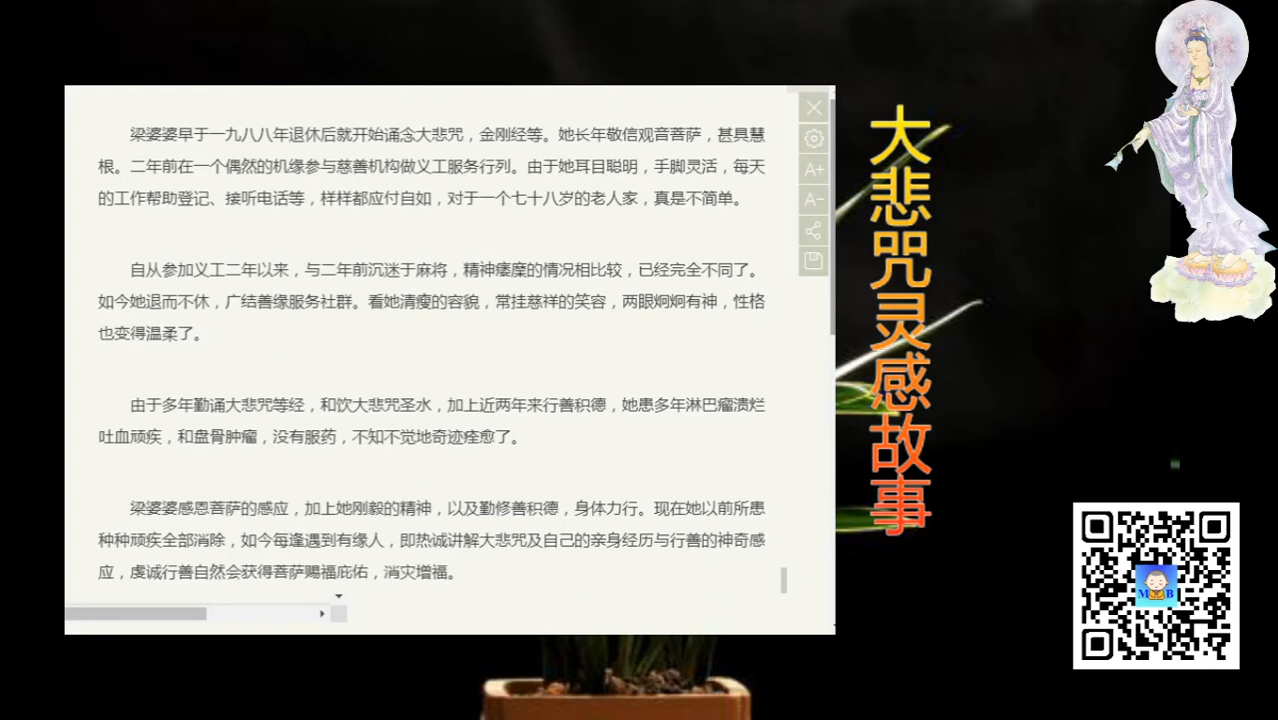 梁婆婆早于一九八八年退休后就开始诵念大悲咒，金刚经等。她长年敬信观音菩萨，甚具慧
根。二年前在一个偶然的机缘参与慈善机构做义工服务行列。由于她耳目聪明，手脚灵活，每天
的工作帮助登记、接听电话等，样样都应付自如，对于一个七十八岁的老人家，真是不简单。
自从参加义工二年以来，与二年前沉迷于麻将，精神痿麾的情况相比较，已经完全不同了。
如今她退而不休，广结善缘服务社群。看她清瘦的容貌，常挂慈祥的笑容，两眼炯炯有神，性格
也变得温柔了。
由于多年勤诵大悲咒等经，和饮大悲咒圣水，加上近两年来行善积德，她患多年淋巴瘤溃烂
吐血顽疾，和盘骨肿瘤，没有服药，不知不觉地奇迹痊愈了。
梁婆婆感恩菩萨的感应，加上她刚毅的精神，以及勤修善积德，身体力行。现在她以前所患
种种顽疾全部消除，如今每逢遇到有缘人，即热诚讲解大悲咒及自己的亲身经历与行善的神奇感
应，虔诚行善自然会获得菩萨赐福庇佑，消灾增福。
A+
A-
大悲咒灵感故事
M B